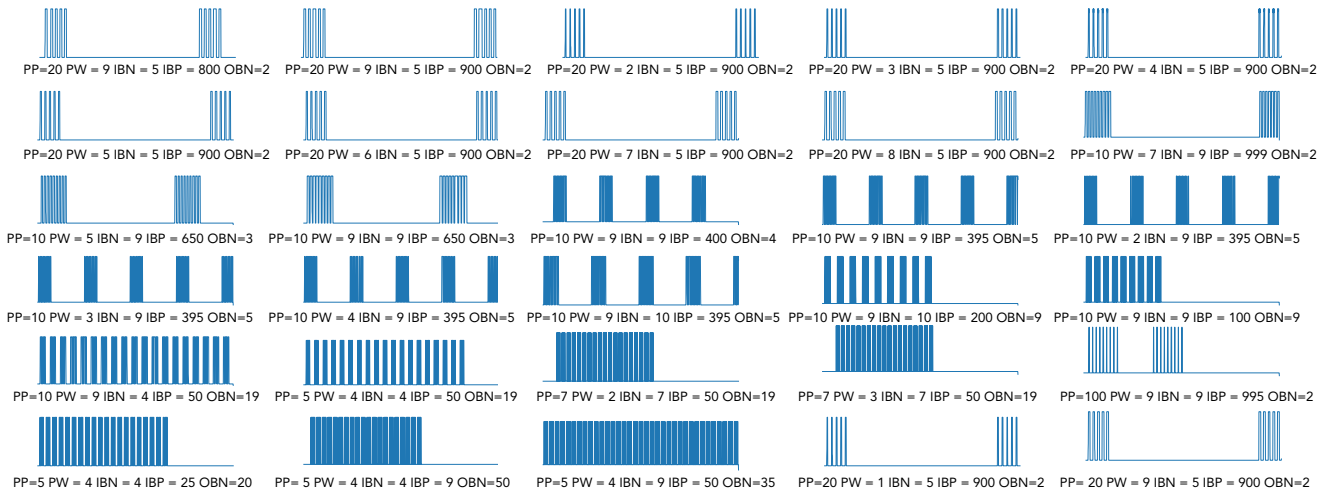 PP=20 PW = 9 IBN = 5 IBP = 800 OBN=2
PP=20 PW = 9 IBN = 5 IBP = 900 OBN=2
PP=20 PW = 2 IBN = 5 IBP = 900 OBN=2
PP=20 PW = 3 IBN = 5 IBP = 900 OBN=2
PP=20 PW = 4 IBN = 5 IBP = 900 OBN=2
PP=20 PW = 5 IBN = 5 IBP = 900 OBN=2
PP=20 PW = 6 IBN = 5 IBP = 900 OBN=2
PP=20 PW = 7 IBN = 5 IBP = 900 OBN=2
PP=20 PW = 8 IBN = 5 IBP = 900 OBN=2
PP=10 PW = 7 IBN = 9 IBP = 999 OBN=2
PP=10 PW = 5 IBN = 9 IBP = 650 OBN=3
PP=10 PW = 9 IBN = 9 IBP = 650 OBN=3
PP=10 PW = 9 IBN = 9 IBP = 400 OBN=4
PP=10 PW = 9 IBN = 9 IBP = 395 OBN=5
PP=10 PW = 2 IBN = 9 IBP = 395 OBN=5
PP=10 PW = 3 IBN = 9 IBP = 395 OBN=5
PP=10 PW = 4 IBN = 9 IBP = 395 OBN=5
PP=10 PW = 9 IBN = 10 IBP = 395 OBN=5
PP=10 PW = 9 IBN = 10 IBP = 200 OBN=9
PP=10 PW = 9 IBN = 9 IBP = 100 OBN=9
PP=10 PW = 9 IBN = 4 IBP = 50 OBN=19
PP= 5 PW = 4 IBN = 4 IBP = 50 OBN=19
PP=7 PW = 2 IBN = 7 IBP = 50 OBN=19
PP=7 PW = 3 IBN = 7 IBP = 50 OBN=19
PP=100 PW = 9 IBN = 9 IBP = 995 OBN=2
PP=5 PW = 4 IBN = 4 IBP = 25 OBN=20
PP= 5 PW = 4 IBN = 4 IBP = 9 OBN=50
PP=5 PW = 4 IBN = 9 IBP = 50 OBN=35
PP=20 PW = 1 IBN = 5 IBP = 900 OBN=2
PP= 20 PW = 9 IBN = 5 IBP = 900 OBN=2